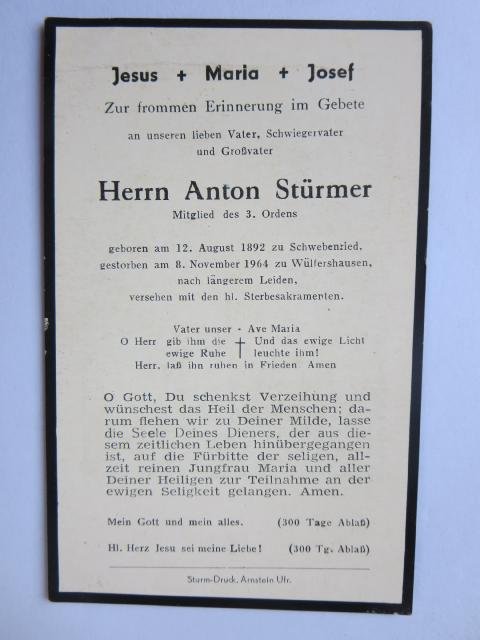 Jesus + Maria + Josef
Zur frommen Erinnerung im Gebete
an unseren lieben Vater, Schwiegervater
und Großvater
Herrn Anton Stürmer
Mitglied des 3. Ordens
geboren am 12. August 1892 zu Schwebenried,
gestorben am 8. November 1964 zu Wülfershausen,
nach längerem Leiden,
versehen mit den hl. Sterbesakramenten.
Vater unser - Ave Maria
O Herr gib ihm die † Und das ewige Licht
ewige Ruhe leuchte ihm!
Herr, laß ihn ruhen in Frieden. Amen
O Gott, Du schenkst Verzeihung und
wünschest das Heil der Menschen; da-
rum flehen wir zu Deiner Milde, lasse
die Seele Deines Dieners, der aus die-
sem zeitlichen Leben hinübergegangen
ist, auf die Fürbitte der seligen, all-
zeit reinen Jungfrau Maria und aller
Deiner Heiligen zur Teilnahme an der
ewigen Seligkeit gelangen. Amen.
Mein Gott und mein alles. (300 Tage Ablaß)
Hl. Herz Jesu sei meine Liebe! (300 Tg. Ablaß)
Sturm-Druck, Arnstein Ufr.